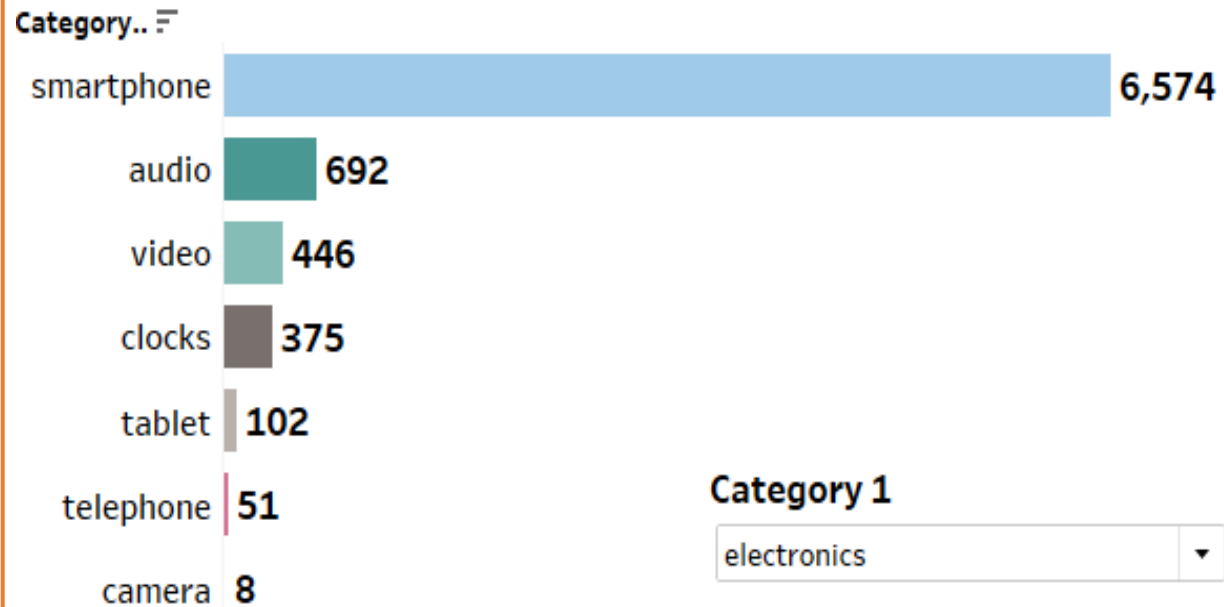 Category..
smartphone 6,574
audio 692
video 446
clocks 375
tablet 102
telephone 51
camera 8
Category 1
electronics